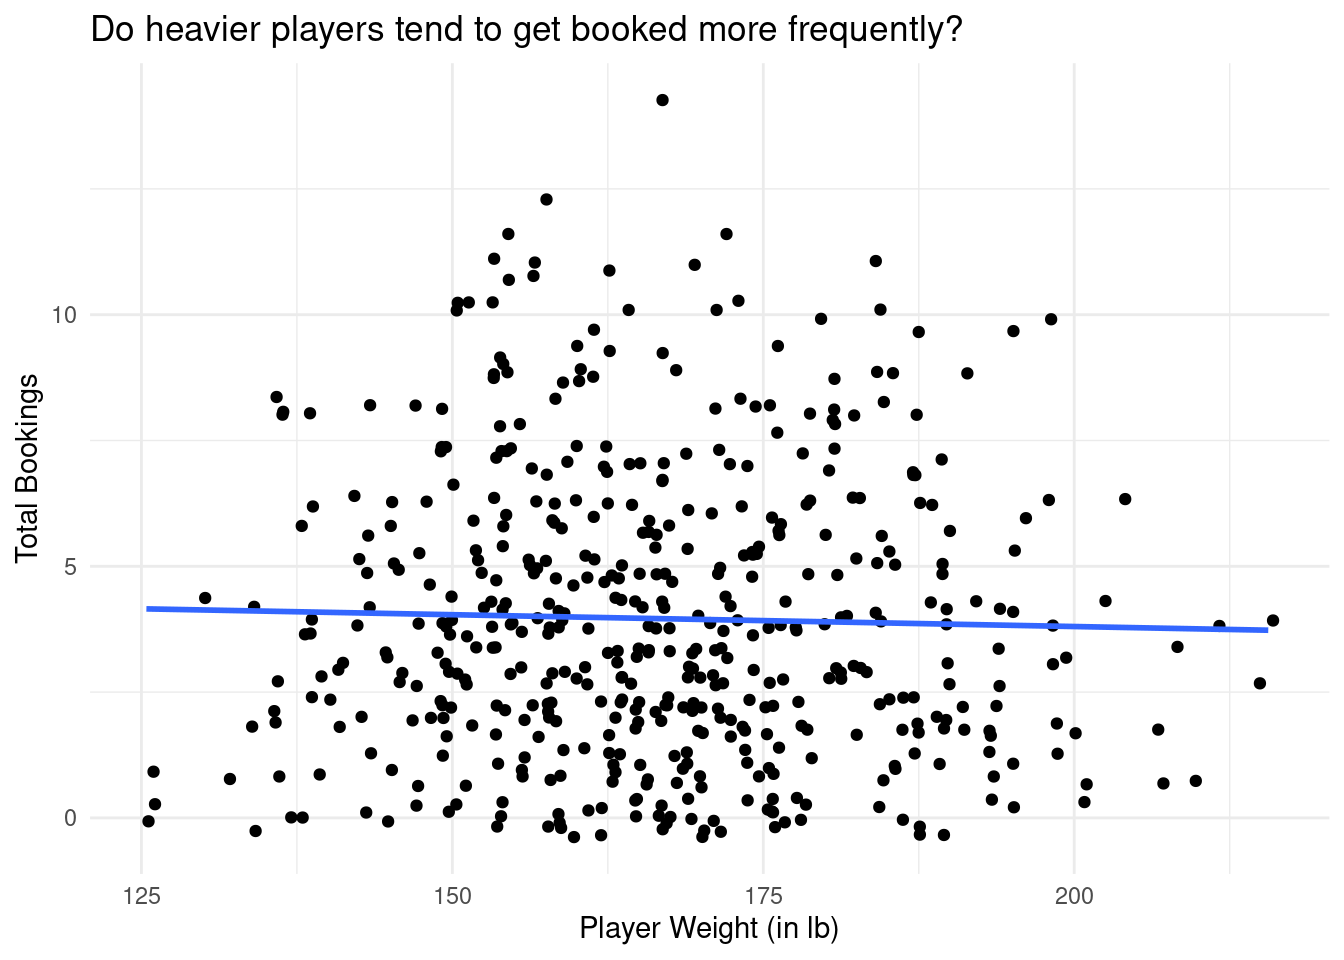 Do heavier players tend to get booked more frequently?
10
5
0
Total Bookings
125 150 175 200
Player Weight (in lb)